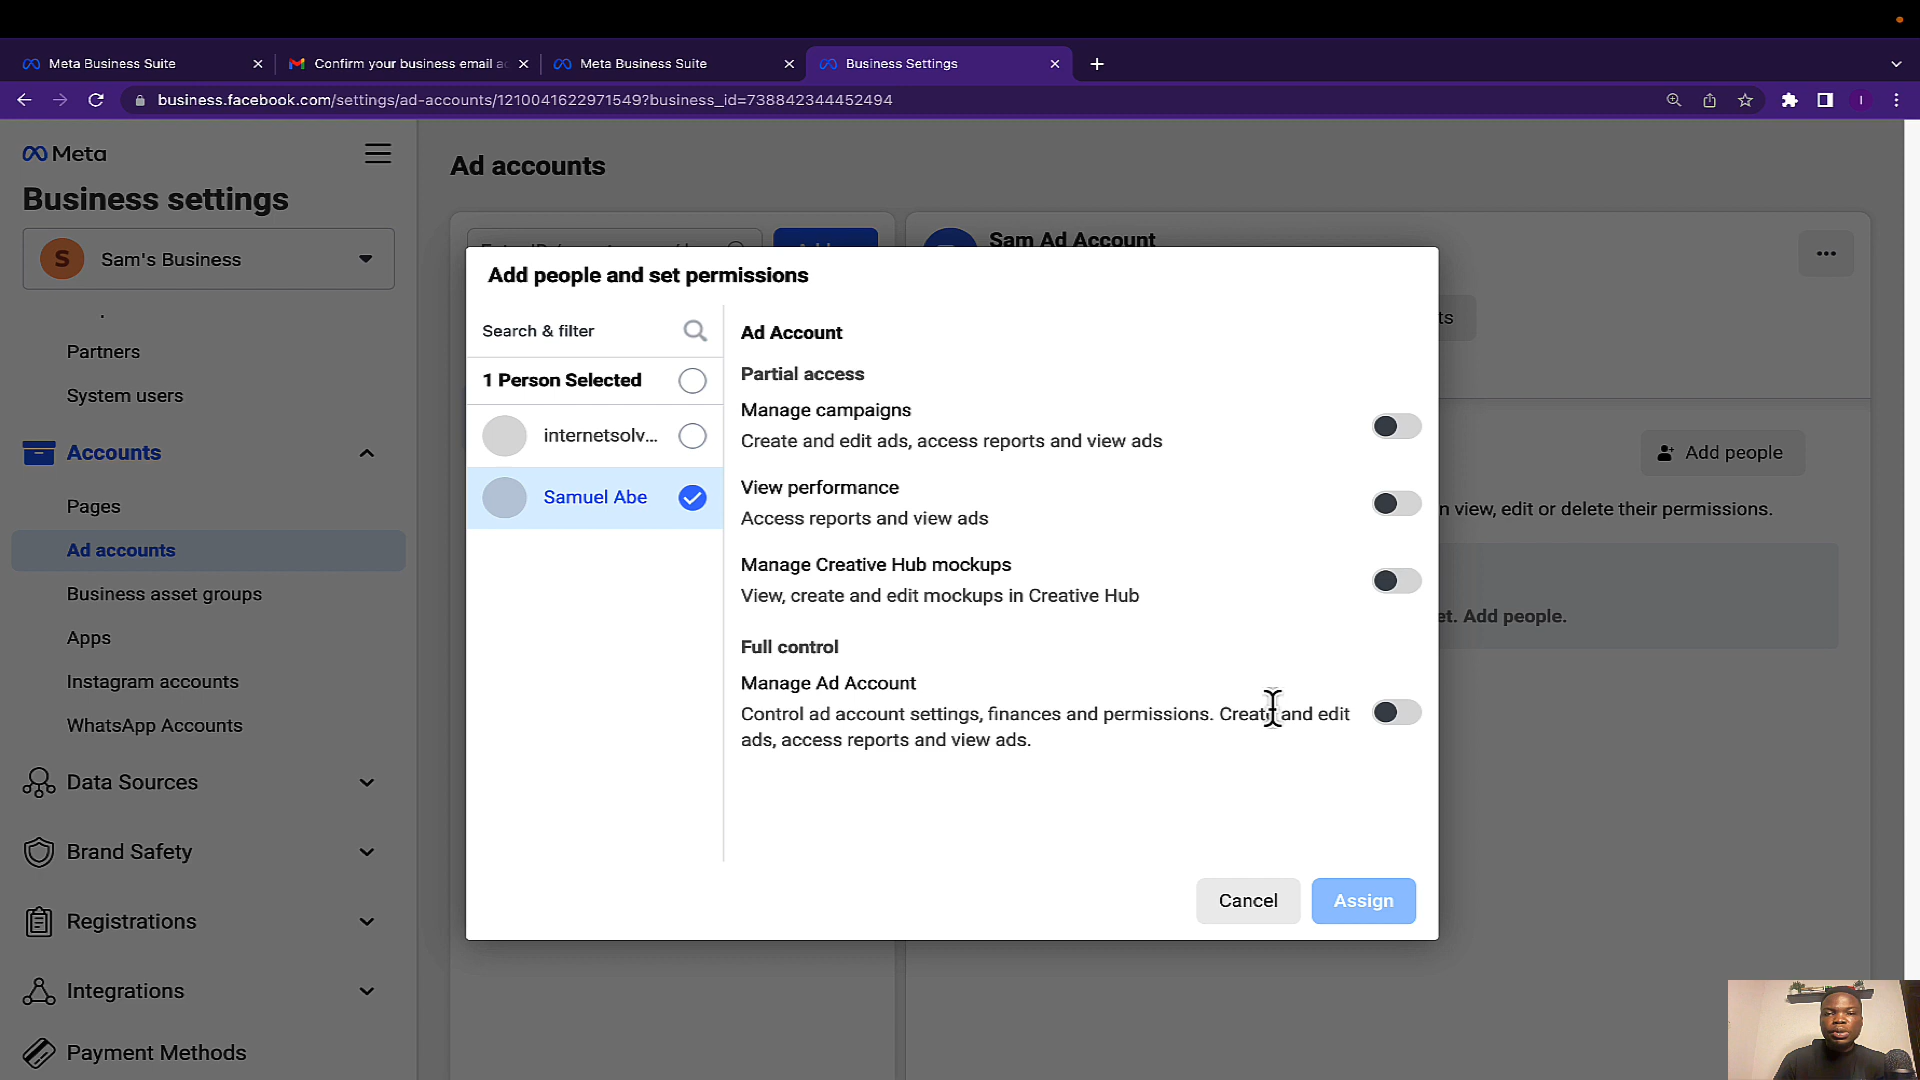 Meta Business Suite
Confirm your business email a
Meta Business Suite
Business Settings
business.facebook.com/settings/ad-accounts/1210041622971549?business_id=738842344452494
I
Meta
Business settings
S
Sam's Business
Partners
System users
Accounts
Pages
Ad accounts
Business asset groups
Apps
Instagram accounts
WhatsApp Accounts
Data Sources
Brand Safety
Registrations
Integrations
Payment Methods
Ad accounts
Sam Ad Account
ts
Add people
n view, edit or delete their permissions.
et. Add people.
Add people and set permissions
Search & filter
1 Person Selected
internetsolv...
Samuel Abe
Ad Account
Partial access
Manage campaigns
Create and edit ads, access reports and view ads
View performance
Access reports and view ads
Manage Creative Hub mockups
View, create and edit mockups in Creative Hub
Full control
Manage Ad Account
Control ad account settings, finances and permissions. Create and edit
ads, access reports and view ads.
Cancel
Assign